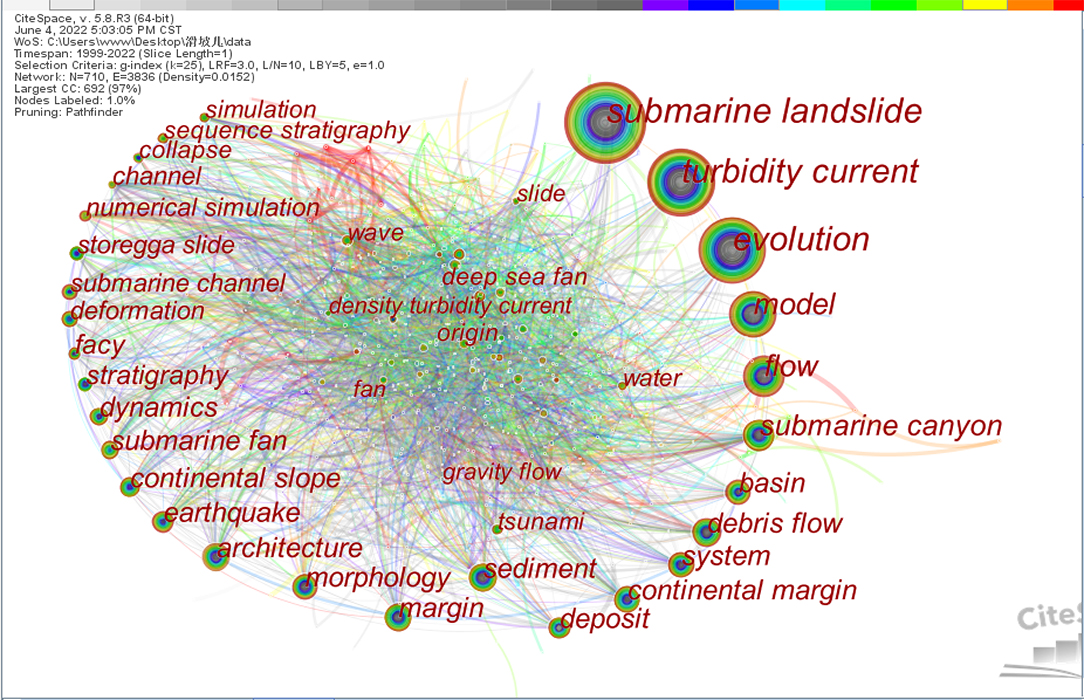 CiteSpace, v. 5.8.R3 (64-bit)
June 4, 2022 5:03:05 PM CST
WoS: C:\Users\www\Desktop\滑坡儿\data
Timespan: 1999-2022 (Slice Length=1)
Selection Criteria: g-index (k=25), LRF=3.0, L/N=10, LBY=5, e=1.0
Network: N=710, E=3836 (Density=0.0152)
Largest CC: 692 (97%)
Nodes Labeled: 1.0%
Pruning: Pathfinder
simulation
submarine landslide
sequence stratigraphy
collapse
channel
turbidity current
slide
numerical simulation
wave
evolution
storegga slide
deep sea fan
submarine channel
density turbidity current
model
deformation
origin
facy
flow
stratigraphy
fan
water
dynamics
submarine canyon
submarine fan
gravity flow
continental slope
basin
earthquake
tsunami
debris flow
architecture
system
morphology
sediment
continental margin
margin
deposit
CiteS